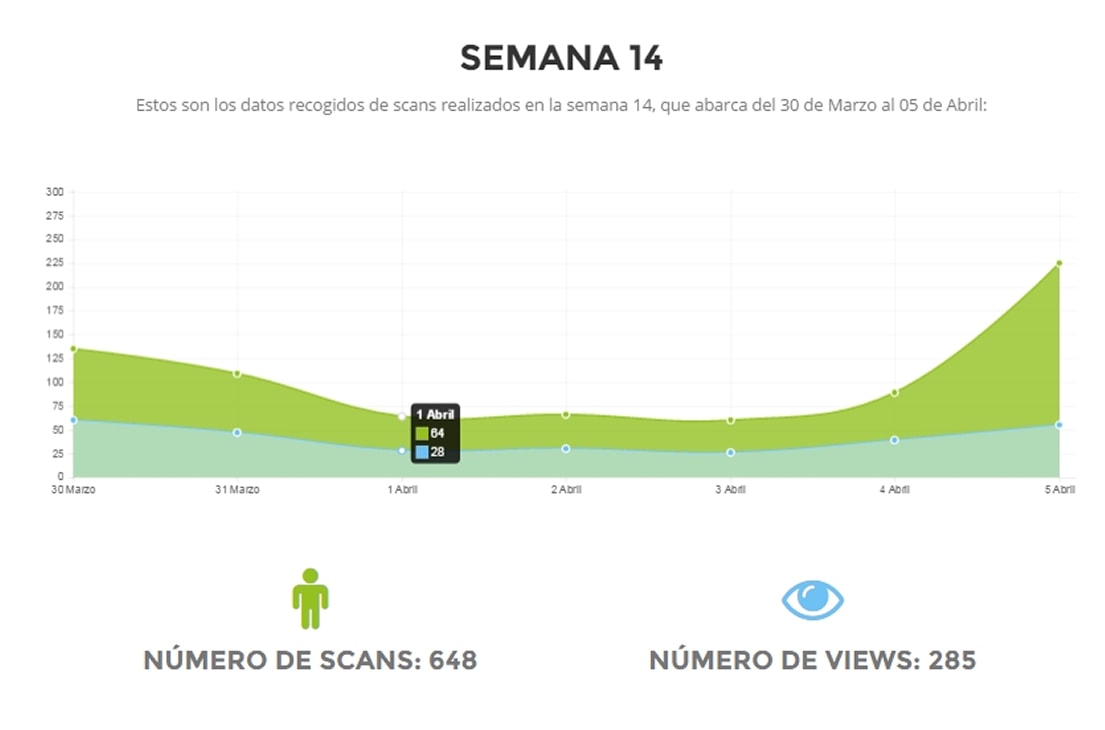 SEMANA 14
Estos son los datos recogidos de scans realizados en la semana 14, que abarca del 30 de Marzo al 05 de Abril:
300
275
250
225
200
175
150
125
100
75
50
25
0
1 Abril
64
28
30 Marzo 31 Marzo 1 Abril 2 Abril 3 Abril 4 Abril 5 Abril
NÚMERO DE SCANS: 648
NÚMERO DE VIEWS: 285